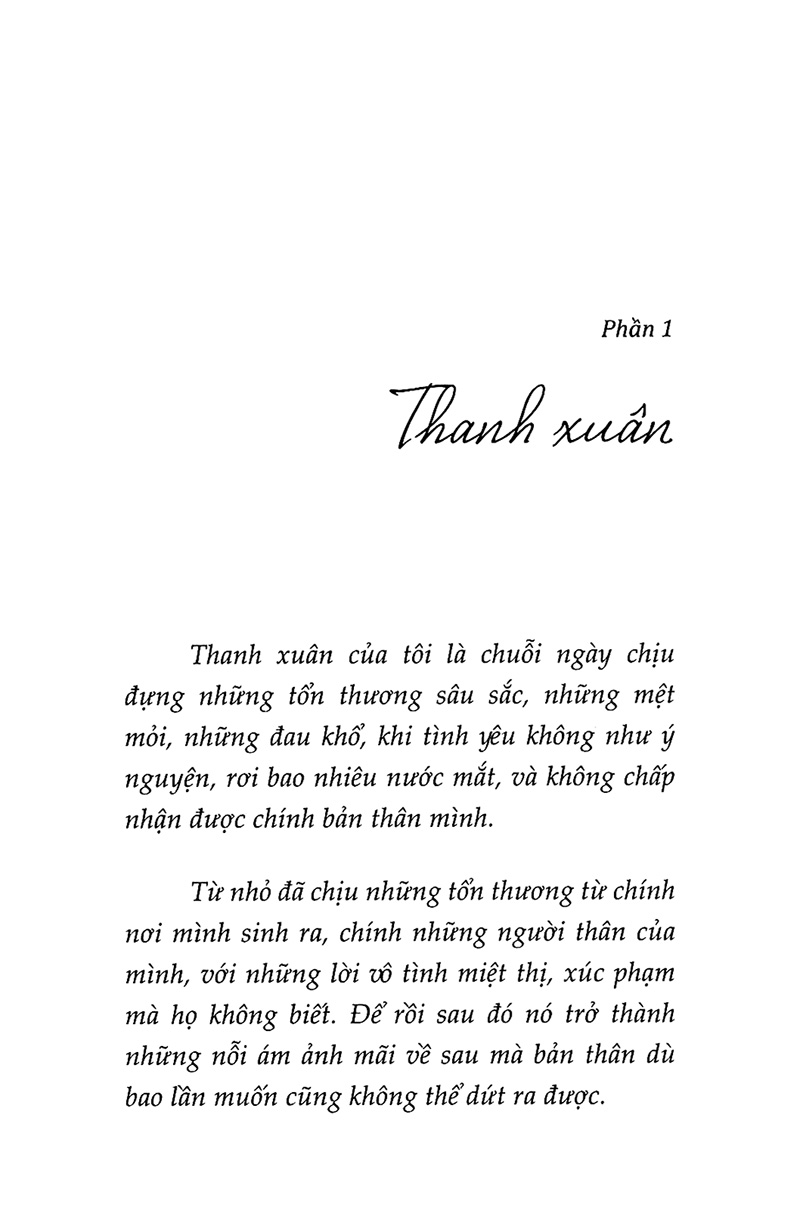 Phần 1
Thanh xuân
Thanh xuân của tôi là chuỗi ngày chịu
đựng những tổn thương sâu sắc, những mệt
mỏi, những đau khổ, khi tình yêu không như ý
nguyện, rơi bao nhiêu nước mắt, và không chấp
nhận được chính bản thân mình.
Từ nhỏ đã chịu những tổn thương từ chính
nơi mình sinh ra, chính những người thân của
mình, với những lời vô tình miệt thị, xúc phạm
mà họ không biết. Để rồi sau đó nó trở thành
những nỗi ám ảnh mãi về sau mà bản thân dù
bao lần muốn cũng không thể dứt ra được.